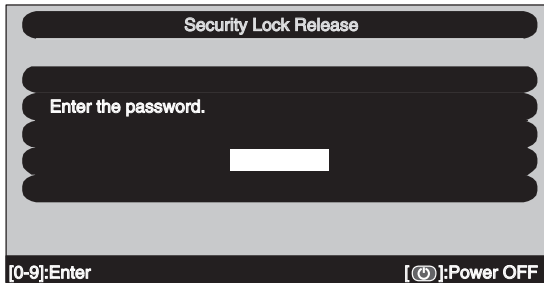 Security Lock Release
Enter the password.
[0-9]:Enter
[⏻]:Power OFF